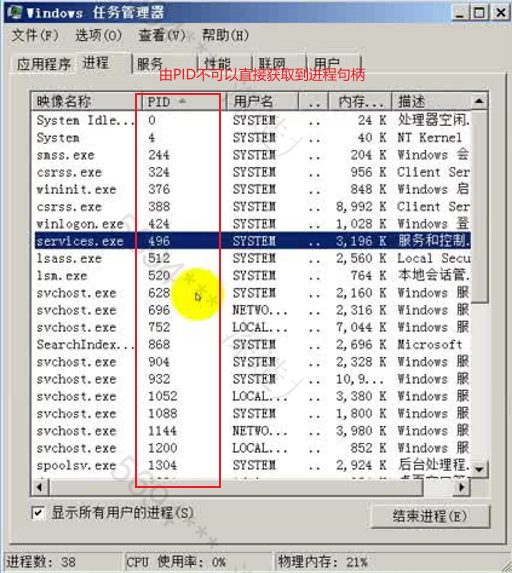 Windows 任务管理器
文件(F) 选项(O) 查看(V) 帮助(H)
应用程序 进程 服务 性能 联网 用户
由PID不可以直接获取到进程句柄
映像名称 PID 用户名 .. 内存... 描述
System Idle... 0 SYSTEM .. 24 K 处理器空闲.
System 4 SYSTEM .. 40 K NT Kernel
smss.exe 244 SYSTEM .. 204 K Windows 会
csrss.exe 324 SYSTEM .. 956 K Client Ser
wininit.exe 376 SYSTEM .. 848 K Windows 启
csrss.exe 388 SYSTEM .. 8,992 K Client Ser
winlogon.exe 424 SYSTEM .. 1,028 K Windows 登
services.exe 496 SYSTEM .. 3,196 K 服务和控制.
lsass.exe 512 SYSTEM .. 2,560 K Local Secu
lsm.exe 520 SYSTEM .. 764 K 本地会话管.
svchost.exe 628 SYSTEM .. 2,160 K Windows 服
svchost.exe 696 NETWO... .. 2,316 K Windows 服
svchost.exe 752 LOCAL... .. 7,044 K Windows 服
SearchIndex... 868 SYSTEM .. 2,696 K Microsoft
svchost.exe 904 SYSTEM .. 2,328 K Windows 服
svchost.exe 932 SYSTEM .. 10,9... Windows 服
svchost.exe 1052 LOCAL... .. 3,380 K Windows 服
svchost.exe 1088 SYSTEM .. 1,800 K Windows 服
svchost.exe 1144 NETWO... .. 3,980 K Windows 服
svchost.exe 1200 LOCAL... .. 852 K Windows 服
spoolsv.exe 1304 SYSTEM .. 2,924 K 后台处理程.
显示所有用户的进程(S) 结束进程(E)
进程数: 38 CPU 使用率: 0% 物理内存: 21%